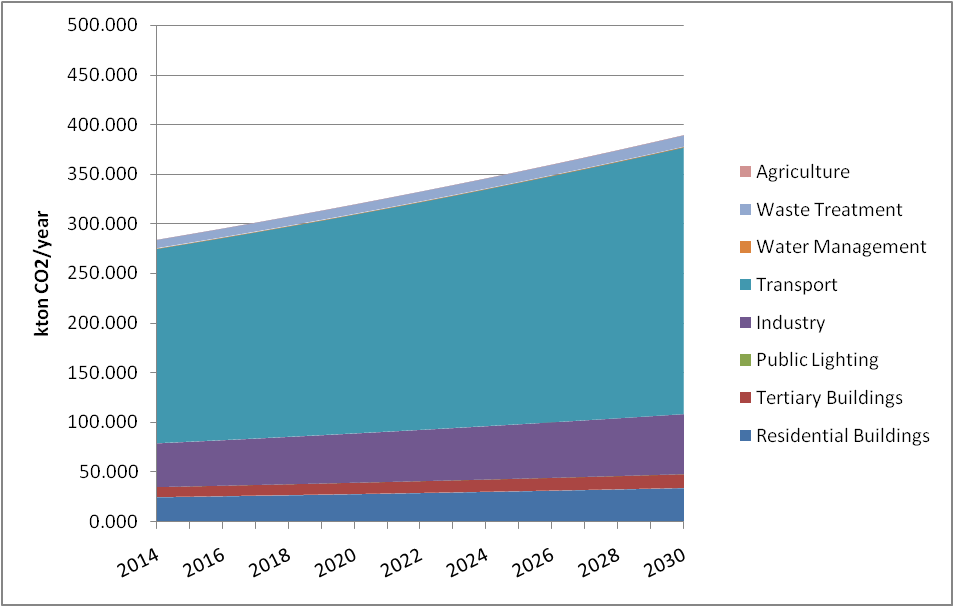 500.000
450.000
400.000
350.000
300.000
250.000
200.000
150.000
100.000
50.000
0.000
kton CO2/year
2014
2016
2018
2020
2022
2024
2026
2028
2030
Agriculture
Waste Treatment
Water Management
Transport
Industry
Public Lighting
Tertiary Buildings
Residential Buildings